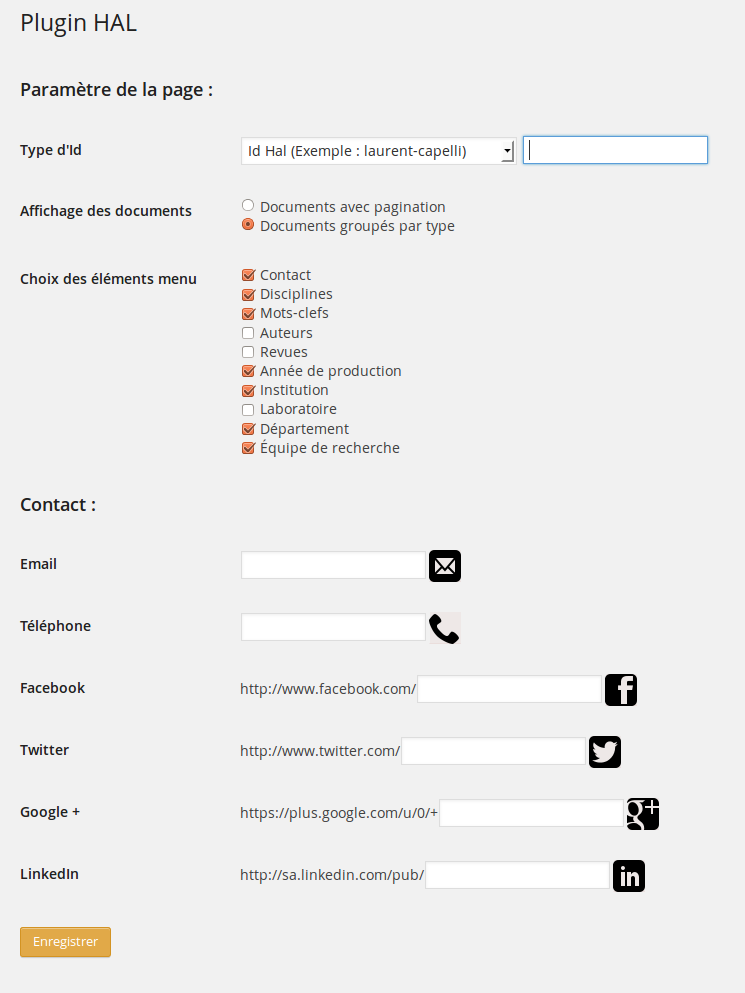 Plugin HAL
Paramètre de la page :
Type d'Id
Id Hal (Exemple : laurent-capelli)
Affichage des documents
Documents avec pagination
Documents groupés par type
Choix des éléments menu
Contact
Disciplines
Mots-clefs
Auteurs
Revues
Année de production
Institution
Laboratoire
Département
Équipe de recherche
Contact :
Email
Téléphone
Facebook
http://www.facebook.com/
Twitter
http://www.twitter.com/
Google +
https://plus.google.com/u/0/+
LinkedIn
http://sa.linkedin.com/pub/
Enregistrer